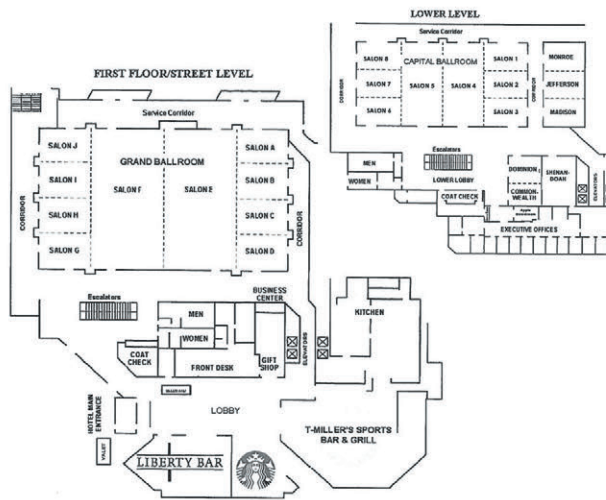 LOWER LEVEL
Service Corridor
SALON 8
CAPITAL BALLROOM
SALON 1
MONROE
SALON 7
SALON 5
SALON 4
SALON 2
JEFFERSON
SALON 6
SALON 3
MADISON
CORRIDOR
CORRIDOR
Escalators
MEN
WOMEN
LOWER LOBBY
COAT CHECK
DOMINION
COMMON-
WEALTH
SHENAN-
DOAH
ELEVATORS
EXECUTIVE OFFICES
FIRST FLOOR/STREET LEVEL
Service Corridor
SALON J
GRAND BALLROOM
SALON A
SALON I
SALON F
SALON E
SALON B
SALON H
SALON C
SALON G
SALON D
CORRIDOR
CORRIDOR
Escalators
MEN
WOMEN
BUSINESS
CENTER
COAT
CHECK
FRONT DESK
GIFT
SHOP
ELEVATORS
KITCHEN
HOTEL MAIN
ENTRANCE
VALET
LOBBY
T-MILLER'S SPORTS
BAR & GRILL
LIBERTY BAR